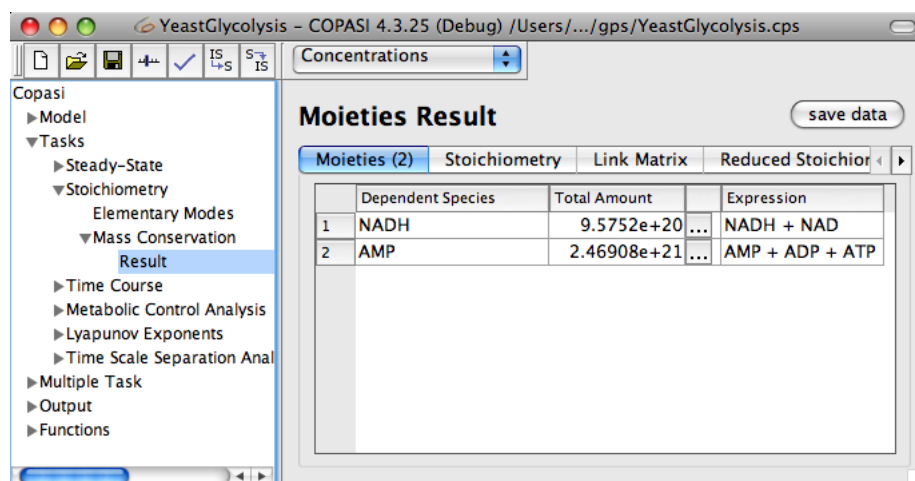 YeastGlycolysis – COPASI 4.3.25 (Debug) /Users/.../gps/YeastGlycolysis.cps
IS S
S IS
Concentrations
Copasi
Model
Tasks
Steady-State
Stoichiometry
Elementary Modes
Mass Conservation
Result
Time Course
Metabolic Control Analysis
Lyapunov Exponents
Time Scale Separation Anal
Multiple Task
Output
Functions
Moieties Result
save data
Moieties (2) Stoichiometry Link Matrix Reduced Stoichior
Dependent Species Total Amount Expression
1 NADH 9.5752e+20 ... NADH + NAD
2 AMP 2.46908e+21 ... AMP + ADP + ATP